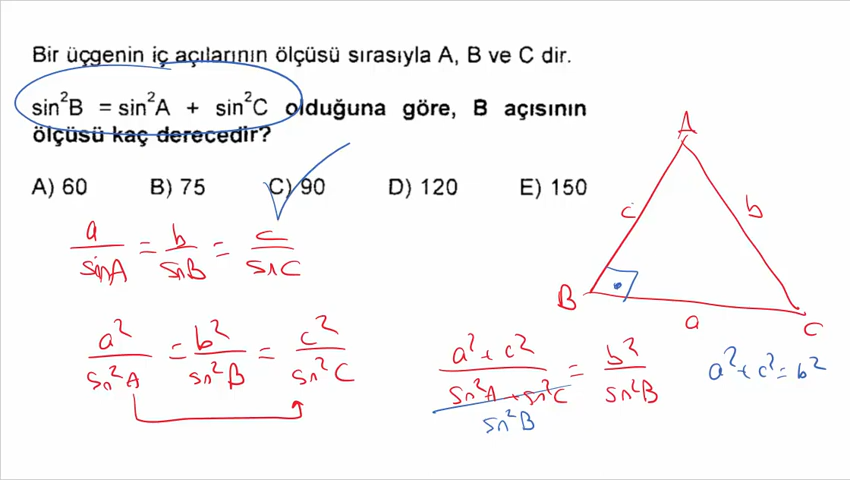 Bir üçgenin iç açılarının ölçüsü sırasıyla A, B ve C dir.
sin²B = sin²A + sin²C olduğuna göre, B açısının
ölçüsü kaç derecedir?
A) 60 B) 75 C) 90 D) 120 E) 150
a/sinA = b/sinB = c/sinC
a²/sin²A = b²/sin²B = c²/sin²C
a²+c²/sin²A+sin²C = b²/sin²B
sin²B
a²+c²=b²
A
c b
B a C